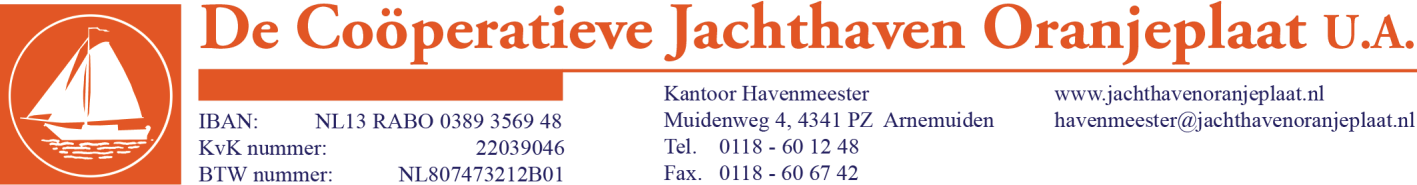 De Coöperatieve Jachthaven Oranjeplaat U.A.
IBAN: NL13 RABO 0389 3569 48
KvK nummer: 22039046
BTW nummer: NL807473212B01
Kantoor Havenmeester
Muidenweg 4, 4341 PZ Arnemuiden
Tel. 0118 - 60 12 48
Fax. 0118 - 60 67 42
www.jachthavenoranjeplaat.nl
havenmeester@jachthavenoranjeplaat.nl